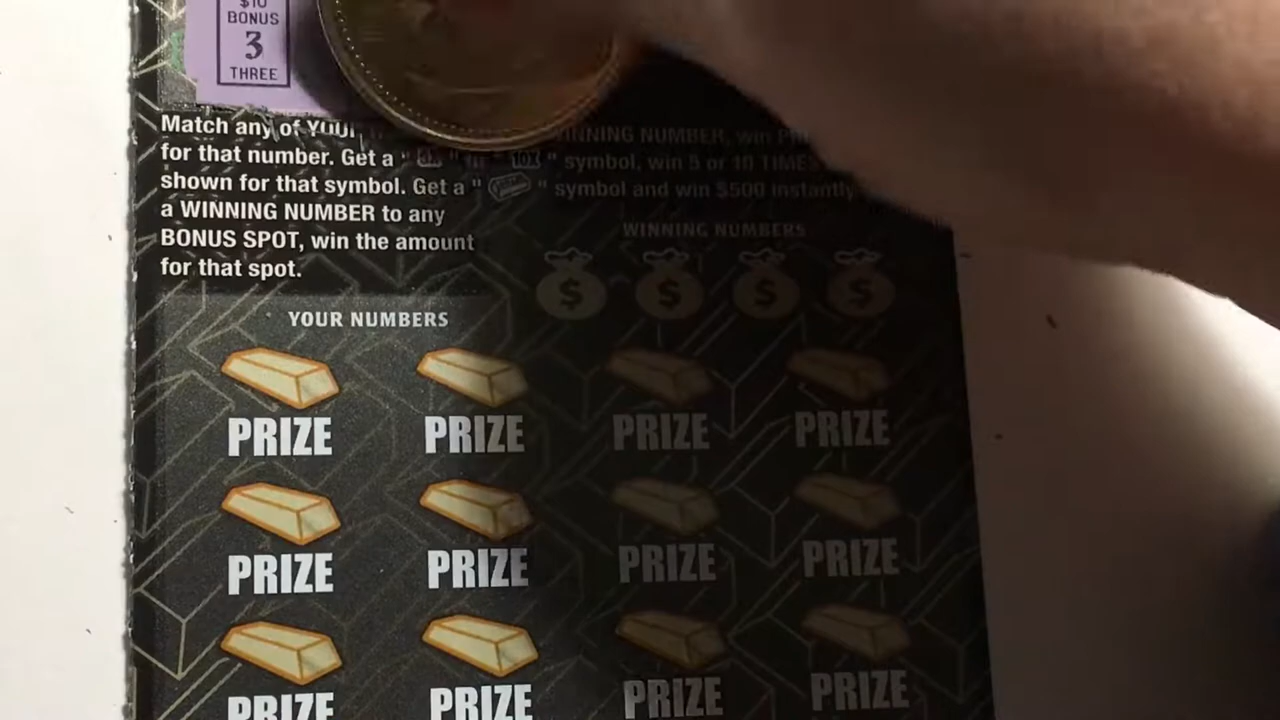 $10
BONUS
3
THREE
Match any of YOUR WINNING NUMBER, win
for that number. Get a " 5X " or " 10X " symbol, win 5 or 10 TIMES
shown for that symbol. Get a " " symbol and win $500 instantly
a WINNING NUMBER to any
BONUS SPOT, win the amount
for that spot.
WINNING NUMBERS
$ $ $ $
YOUR NUMBERS
PRIZE PRIZE PRIZE PRIZE
PRIZE PRIZE PRIZE PRIZE
PRIZE PRIZE PRIZE PRIZE